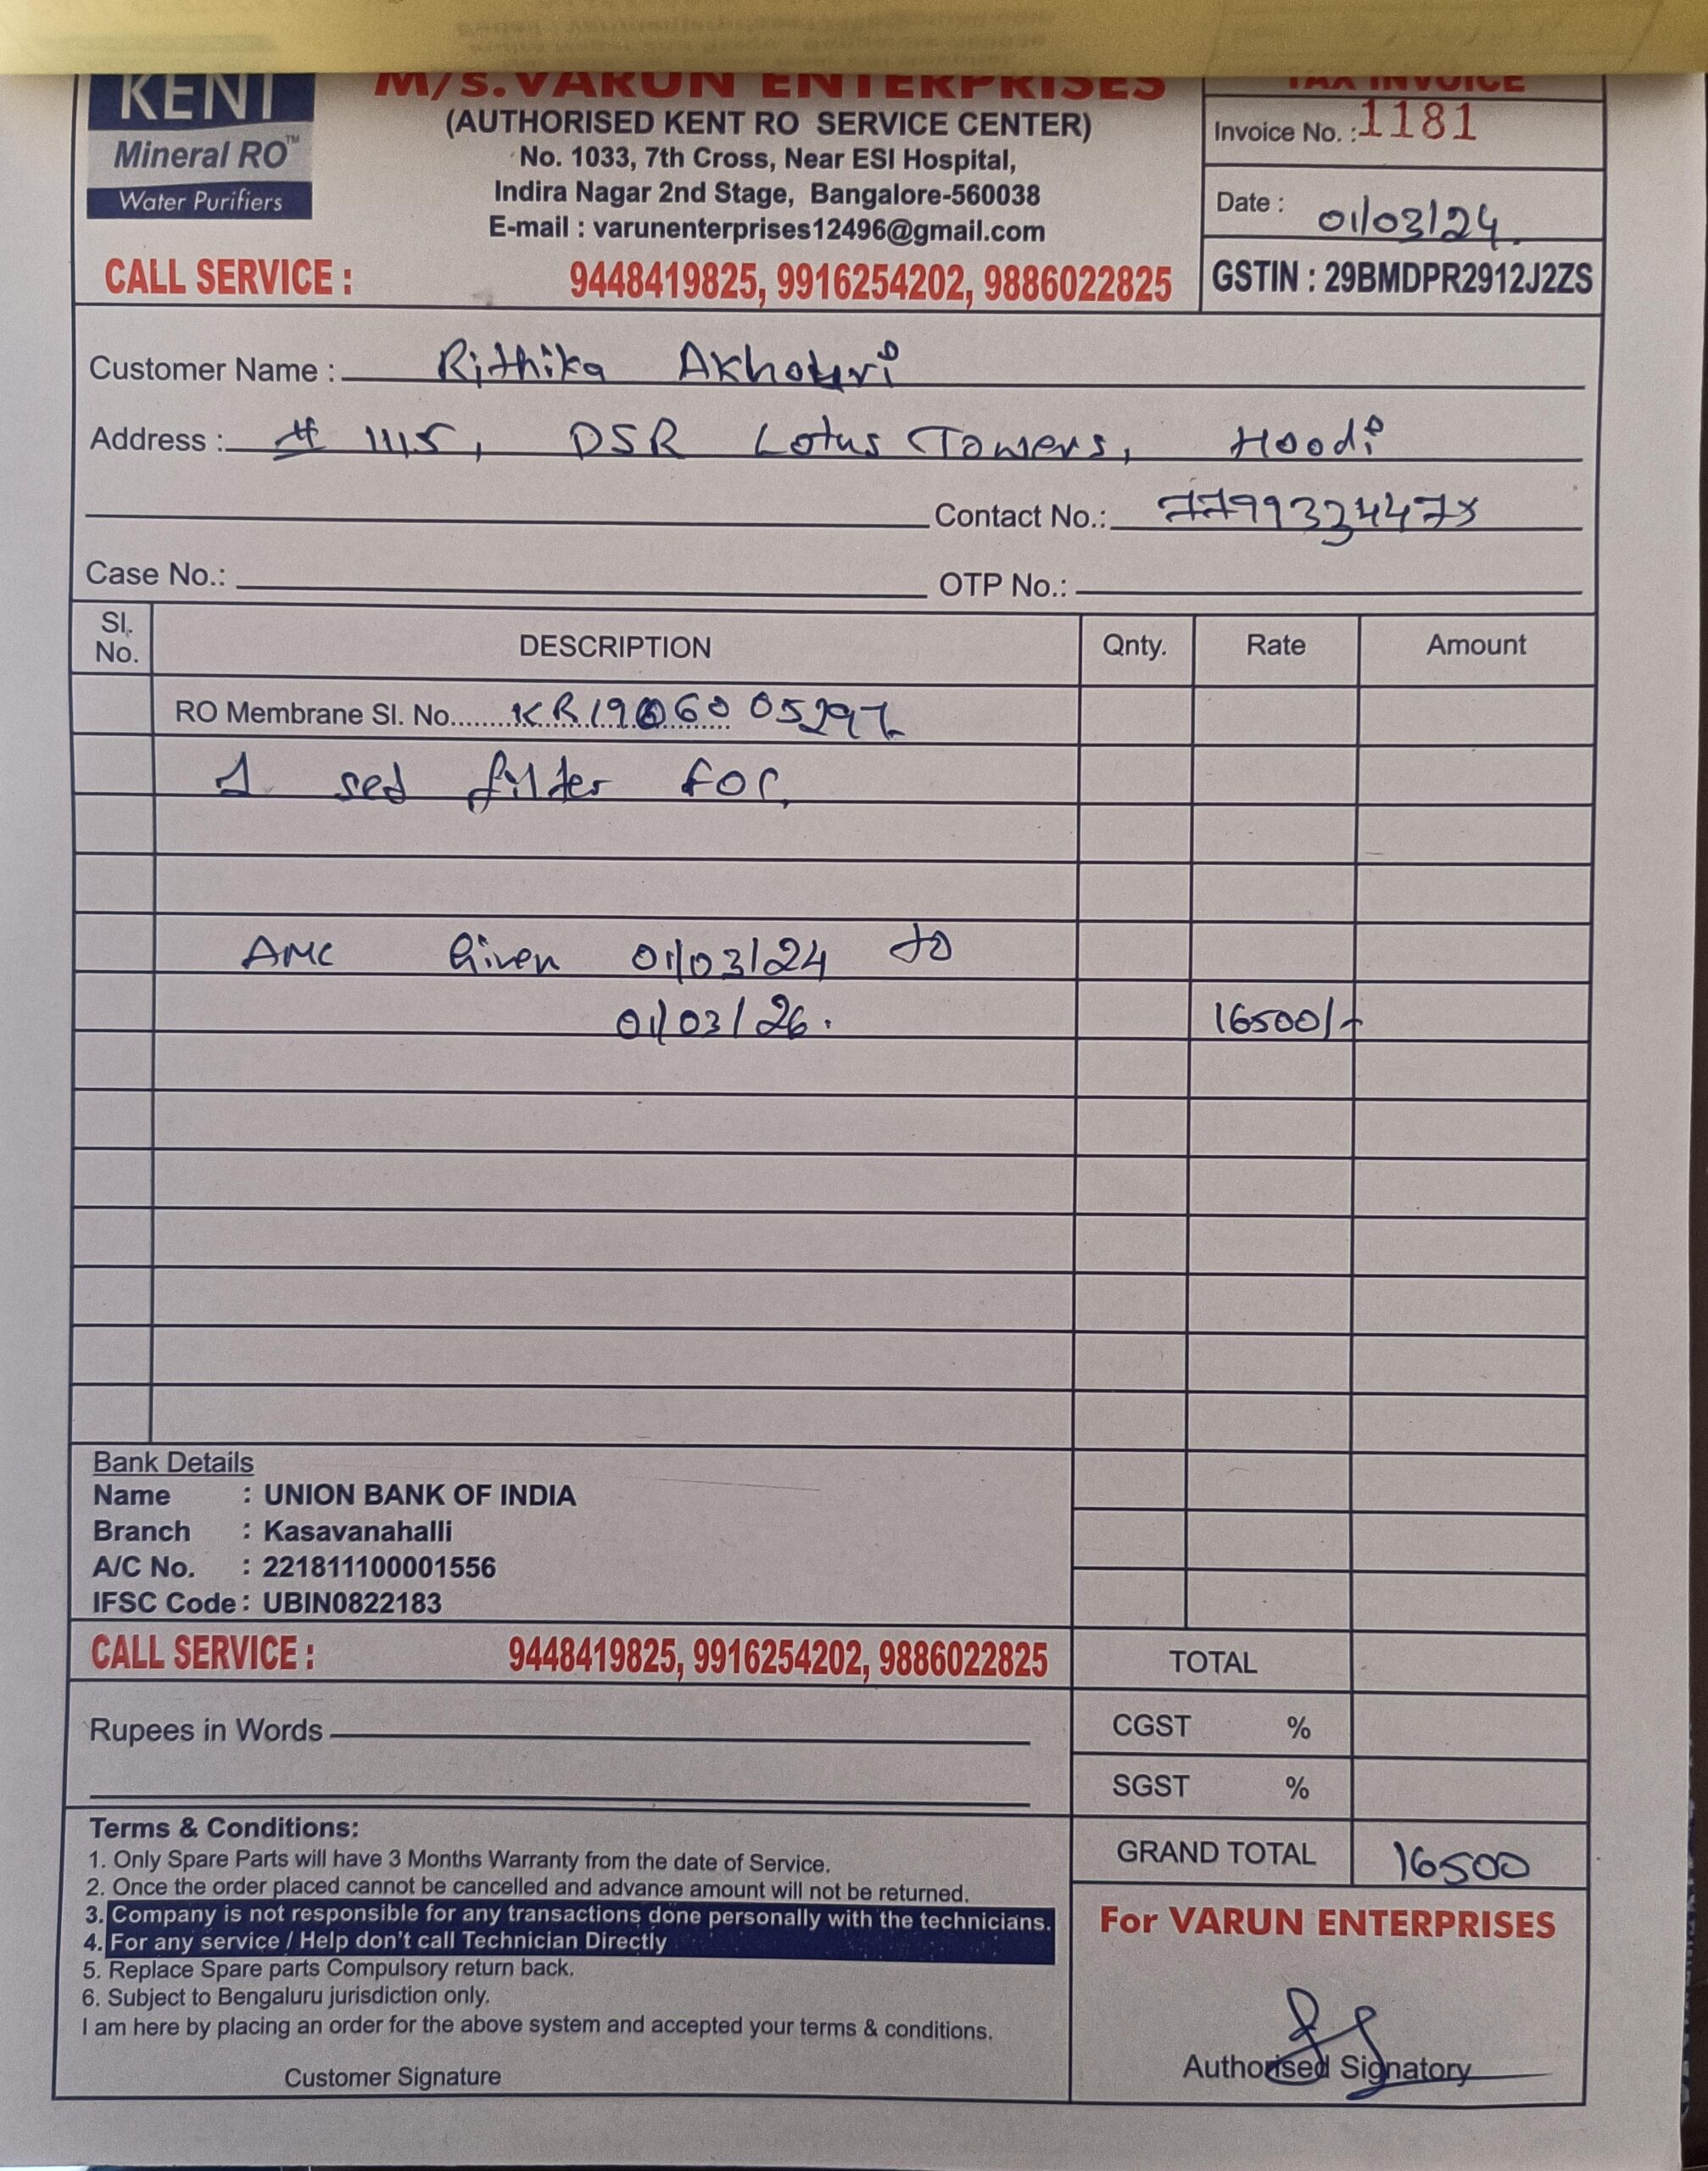 KENT
Mineral RO™
Water Purifiers
M/s. VARUN ENTERPRISES
(AUTHORISED KENT RO SERVICE CENTER)
No. 1033, 7th Cross, Near ESI Hospital,
Indira Nagar 2nd Stage, Bangalore-560038
E-mail : varunenterprises12496@gmail.com
CALL SERVICE : 9448419825, 9916254202, 9886022825
TAX INVOICE
Invoice No. : 1181
Date : 01/03/24
GSTIN : 29BMDPR2912J2ZS
Customer Name : Rithika
Address : # 1115, DSR Lotus Towers, Hoodi
Contact No.:
Case No.:
OTP No.:
Sl. No. DESCRIPTION Qnty. Rate Amount
RO Membrane Sl. No.
1 sed filter for
AMC Given 01/03/24 to
01/03/26. 16500/-
Bank Details
Name : UNION BANK OF INDIA
Branch : Kasavanahalli
A/C No. : 221811100001556
IFSC Code : UBIN0822183
CALL SERVICE : 9448419825, 9916254202, 9886022825
TOTAL
Rupees in Words
CGST %
SGST %
GRAND TOTAL 16500
Terms & Conditions:
1. Only Spare Parts will have 3 Months Warranty from the date of Service.
2. Once the order placed cannot be cancelled and advance amount will not be returned.
3. Company is not responsible for any transactions done personally with the technicians.
4. For any service / Help don't call Technician Directly
5. Replace Spare parts Compulsory return back.
6. Subject to Bengaluru jurisdiction only.
I am here by placing an order for the above system and accepted your terms & conditions.
Customer Signature
For VARUN ENTERPRISES
Authorised Signatory